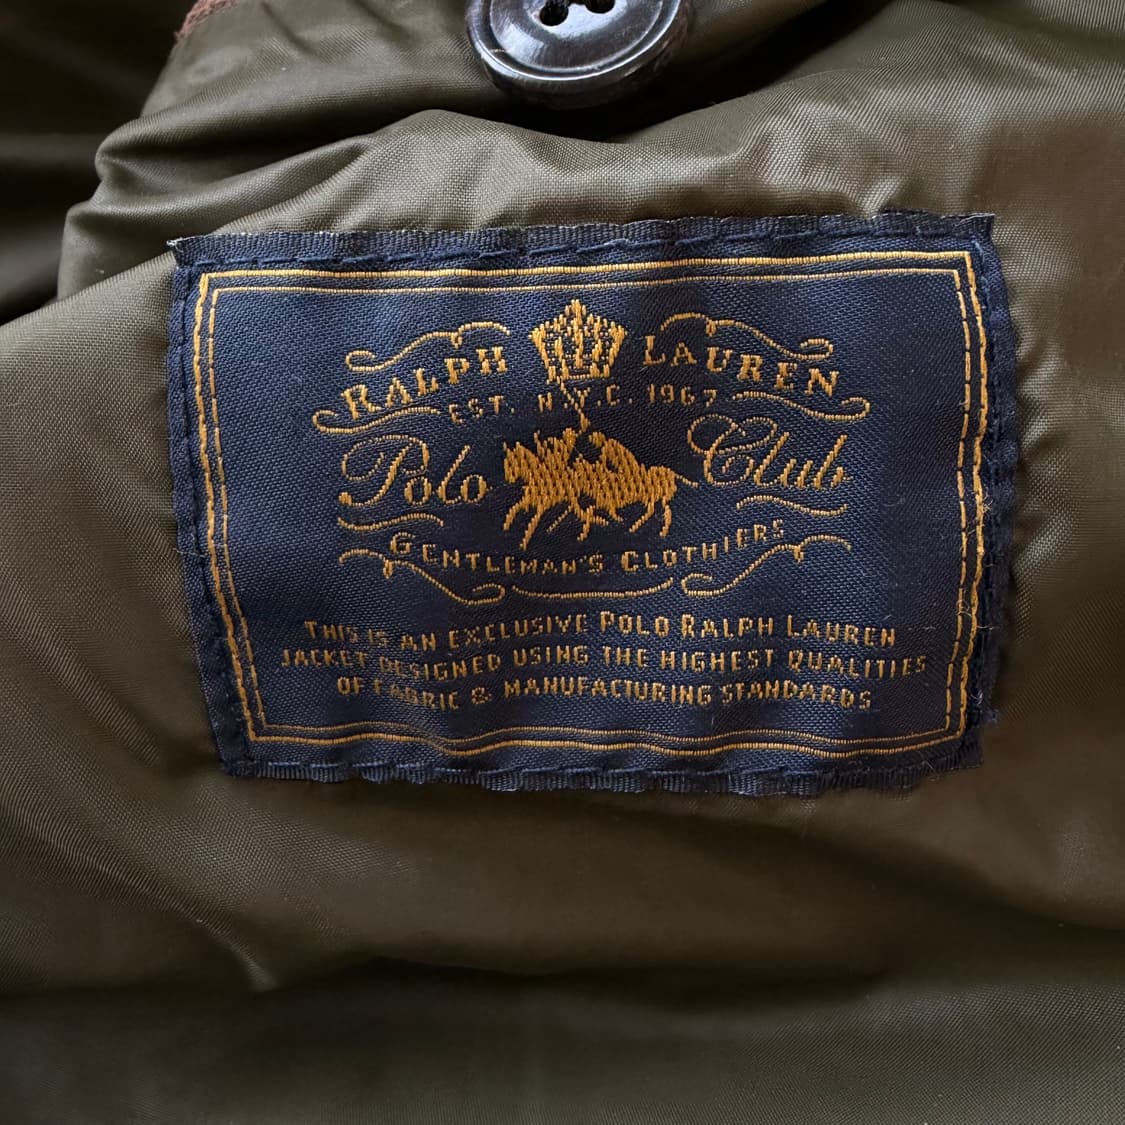 RALPH LAUREN
EST. N.Y.C. 1967
Polo Club
GENTLEMAN'S CLOTHIERS
THIS IS AN EXCLUSIVE POLO RALPH LAUREN
JACKET DESIGNED USING THE HIGHEST QUALITIES
OF FABRIC & MANUFACTURING STANDARDS